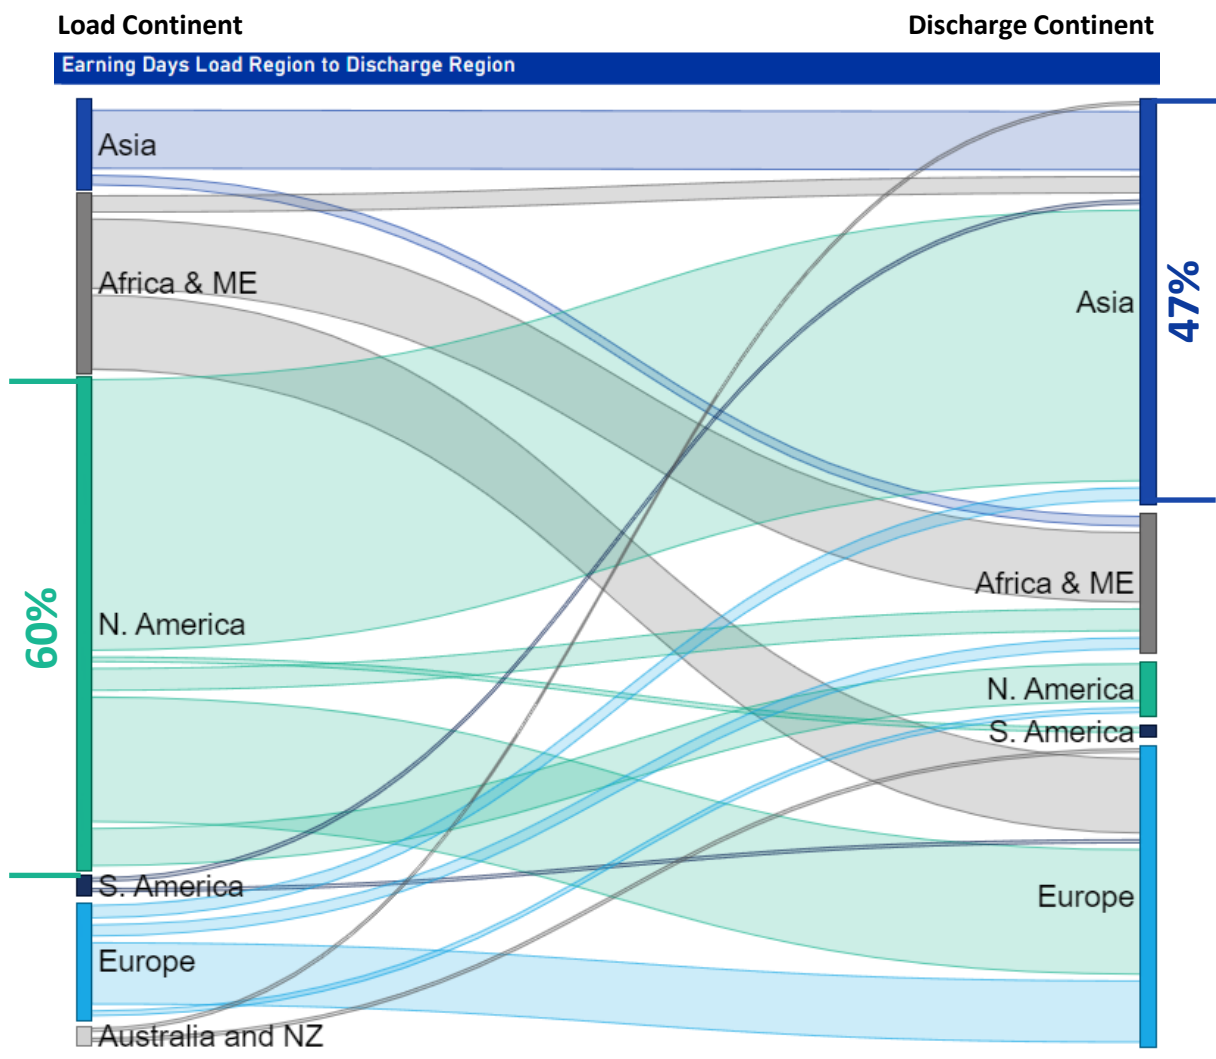 Load Continent
Discharge Continent
Earning Days Load Region to Discharge Region
Asia
Africa & ME
N. America
S. America
Europe
Australia and NZ
60%
Asia
Africa & ME
N. America
S. America
Europe
47%